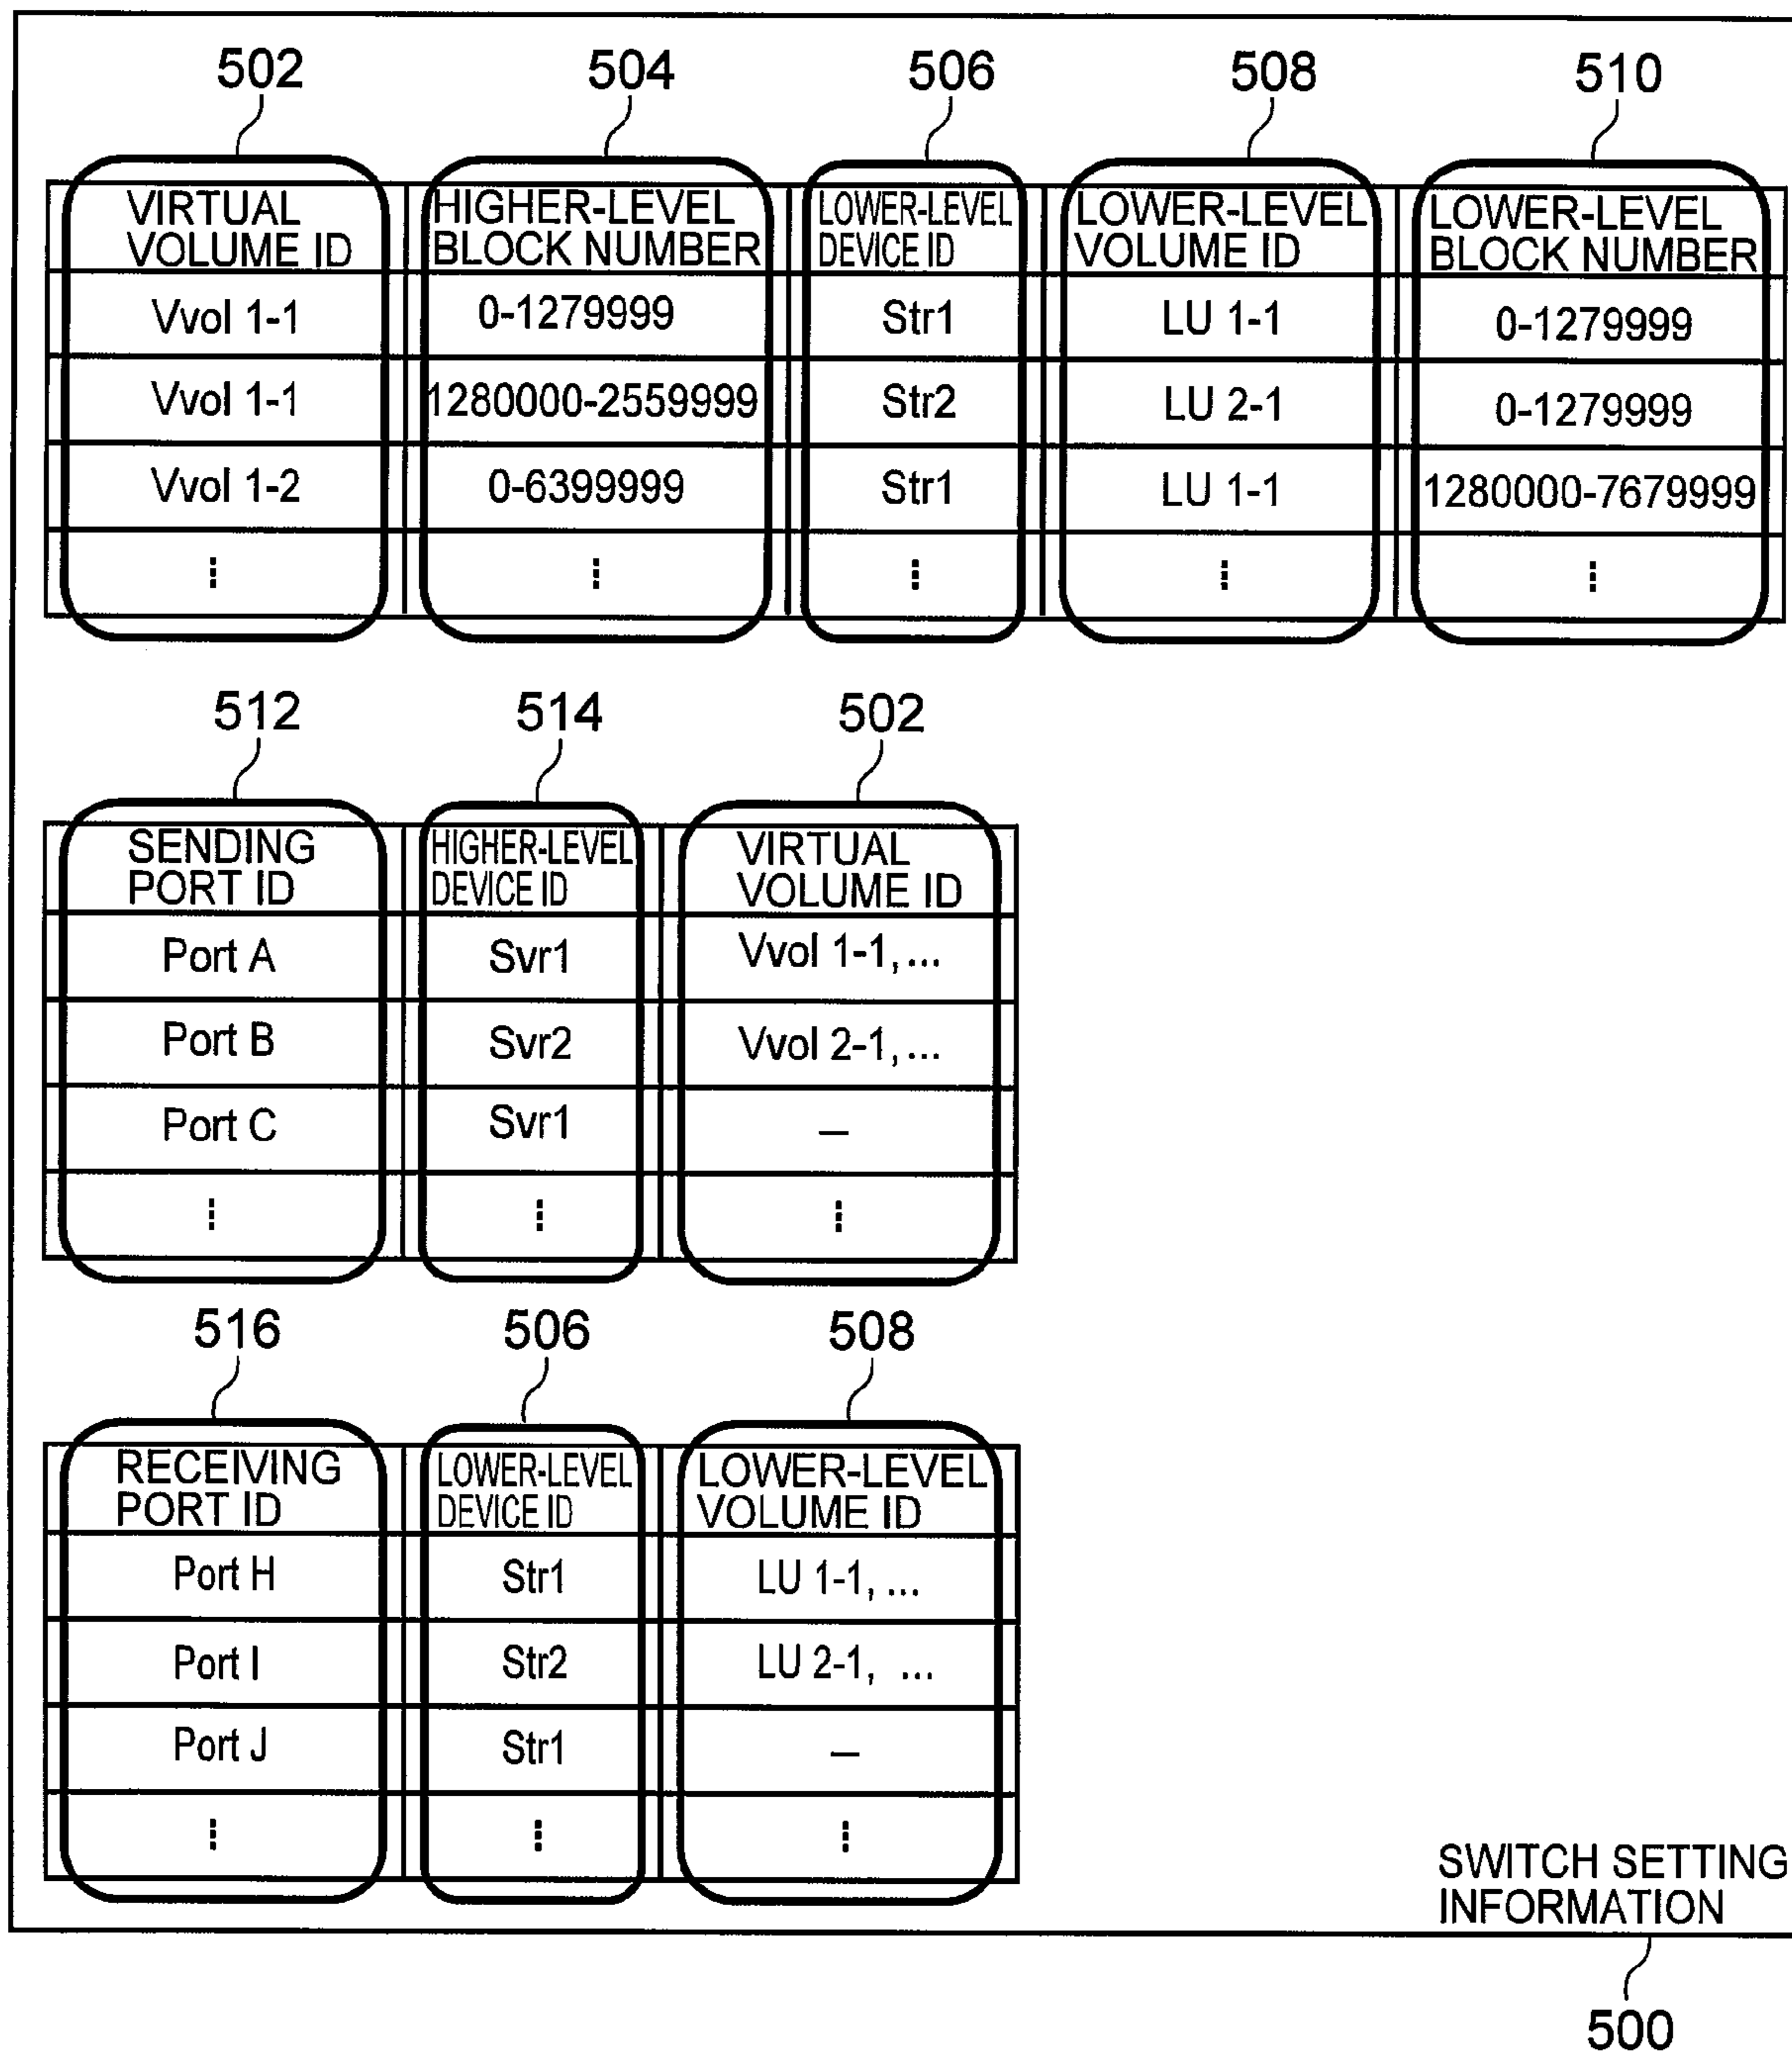 502 504 506 508 510
VIRTUAL VOLUME ID HIGHER-LEVEL BLOCK NUMBER LOWER-LEVEL DEVICE ID LOWER-LEVEL VOLUME ID LOWER-LEVEL BLOCK NUMBER
Vvol 1-1 0-1279999 Str1 LU 1-1 0-1279999
Vvol 1-1 1280000-2559999 Str2 LU 2-1 0-1279999
Vvol 1-2 0-6399999 Str1 LU 1-1 1280000-7679999
⋮ ⋮ ⋮ ⋮ ⋮
512 514 502
SENDING PORT ID HIGHER-LEVEL DEVICE ID VIRTUAL VOLUME ID
Port A Svr1 Vvol 1-1, ...
Port B Svr2 Vvol 2-1, ...
Port C Svr1 –
⋮ ⋮ ⋮
516 506 508
RECEIVING PORT ID LOWER-LEVEL DEVICE ID LOWER-LEVEL VOLUME ID
Port H Str1 LU 1-1, ...
Port I Str2 LU 2-1, ...
Port J Str1 –
⋮ ⋮ ⋮
SWITCH SETTING
INFORMATION
500